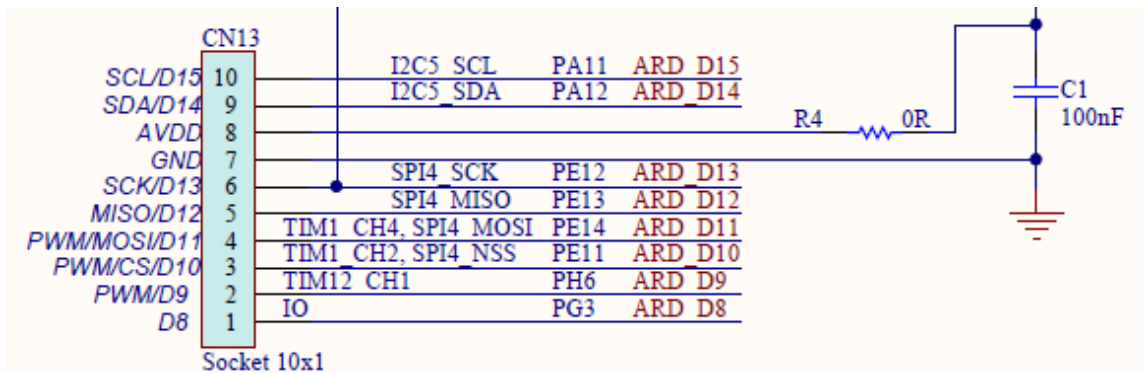 CN13
SCL/D15 10 I2C5_SCL PA11 ARD_D15
SDA/D14 9 I2C5_SDA PA12 ARD_D14
AVDD 8 R4 0R
C1
100nF
GND 7
SCK/D13 6 SPI4_SCK PE12 ARD_D13
MISO/D12 5 SPI4_MISO PE13 ARD_D12
PWM/MOSI/D11 4 TIM1_CH4, SPI4_MOSI PE14 ARD_D11
PWM/CS/D10 3 TIM1_CH2, SPI4_NSS PE11 ARD_D10
PWM/D9 2 TIM12_CH1 PH6 ARD_D9
D8 1 IO PG3 ARD_D8
Socket 10x1